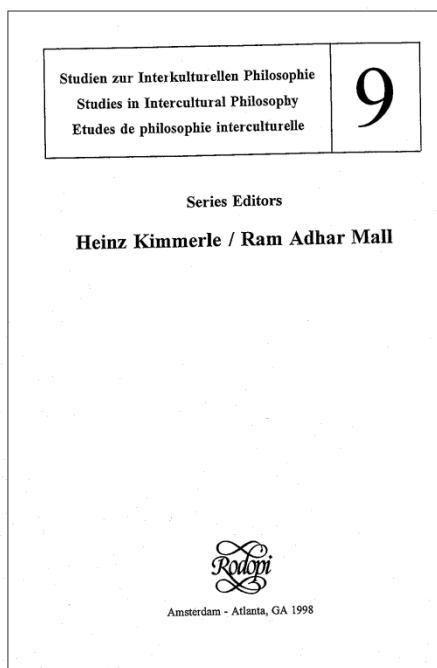 Studien zur Interkulturellen Philosophie
Studies in Intercultural Philosophy
Etudes de philosophie interculturelle
9
Series Editors
Heinz Kimmerle / Ram Adhar Mall
Rodopi
Amsterdam - Atlanta, GA 1998